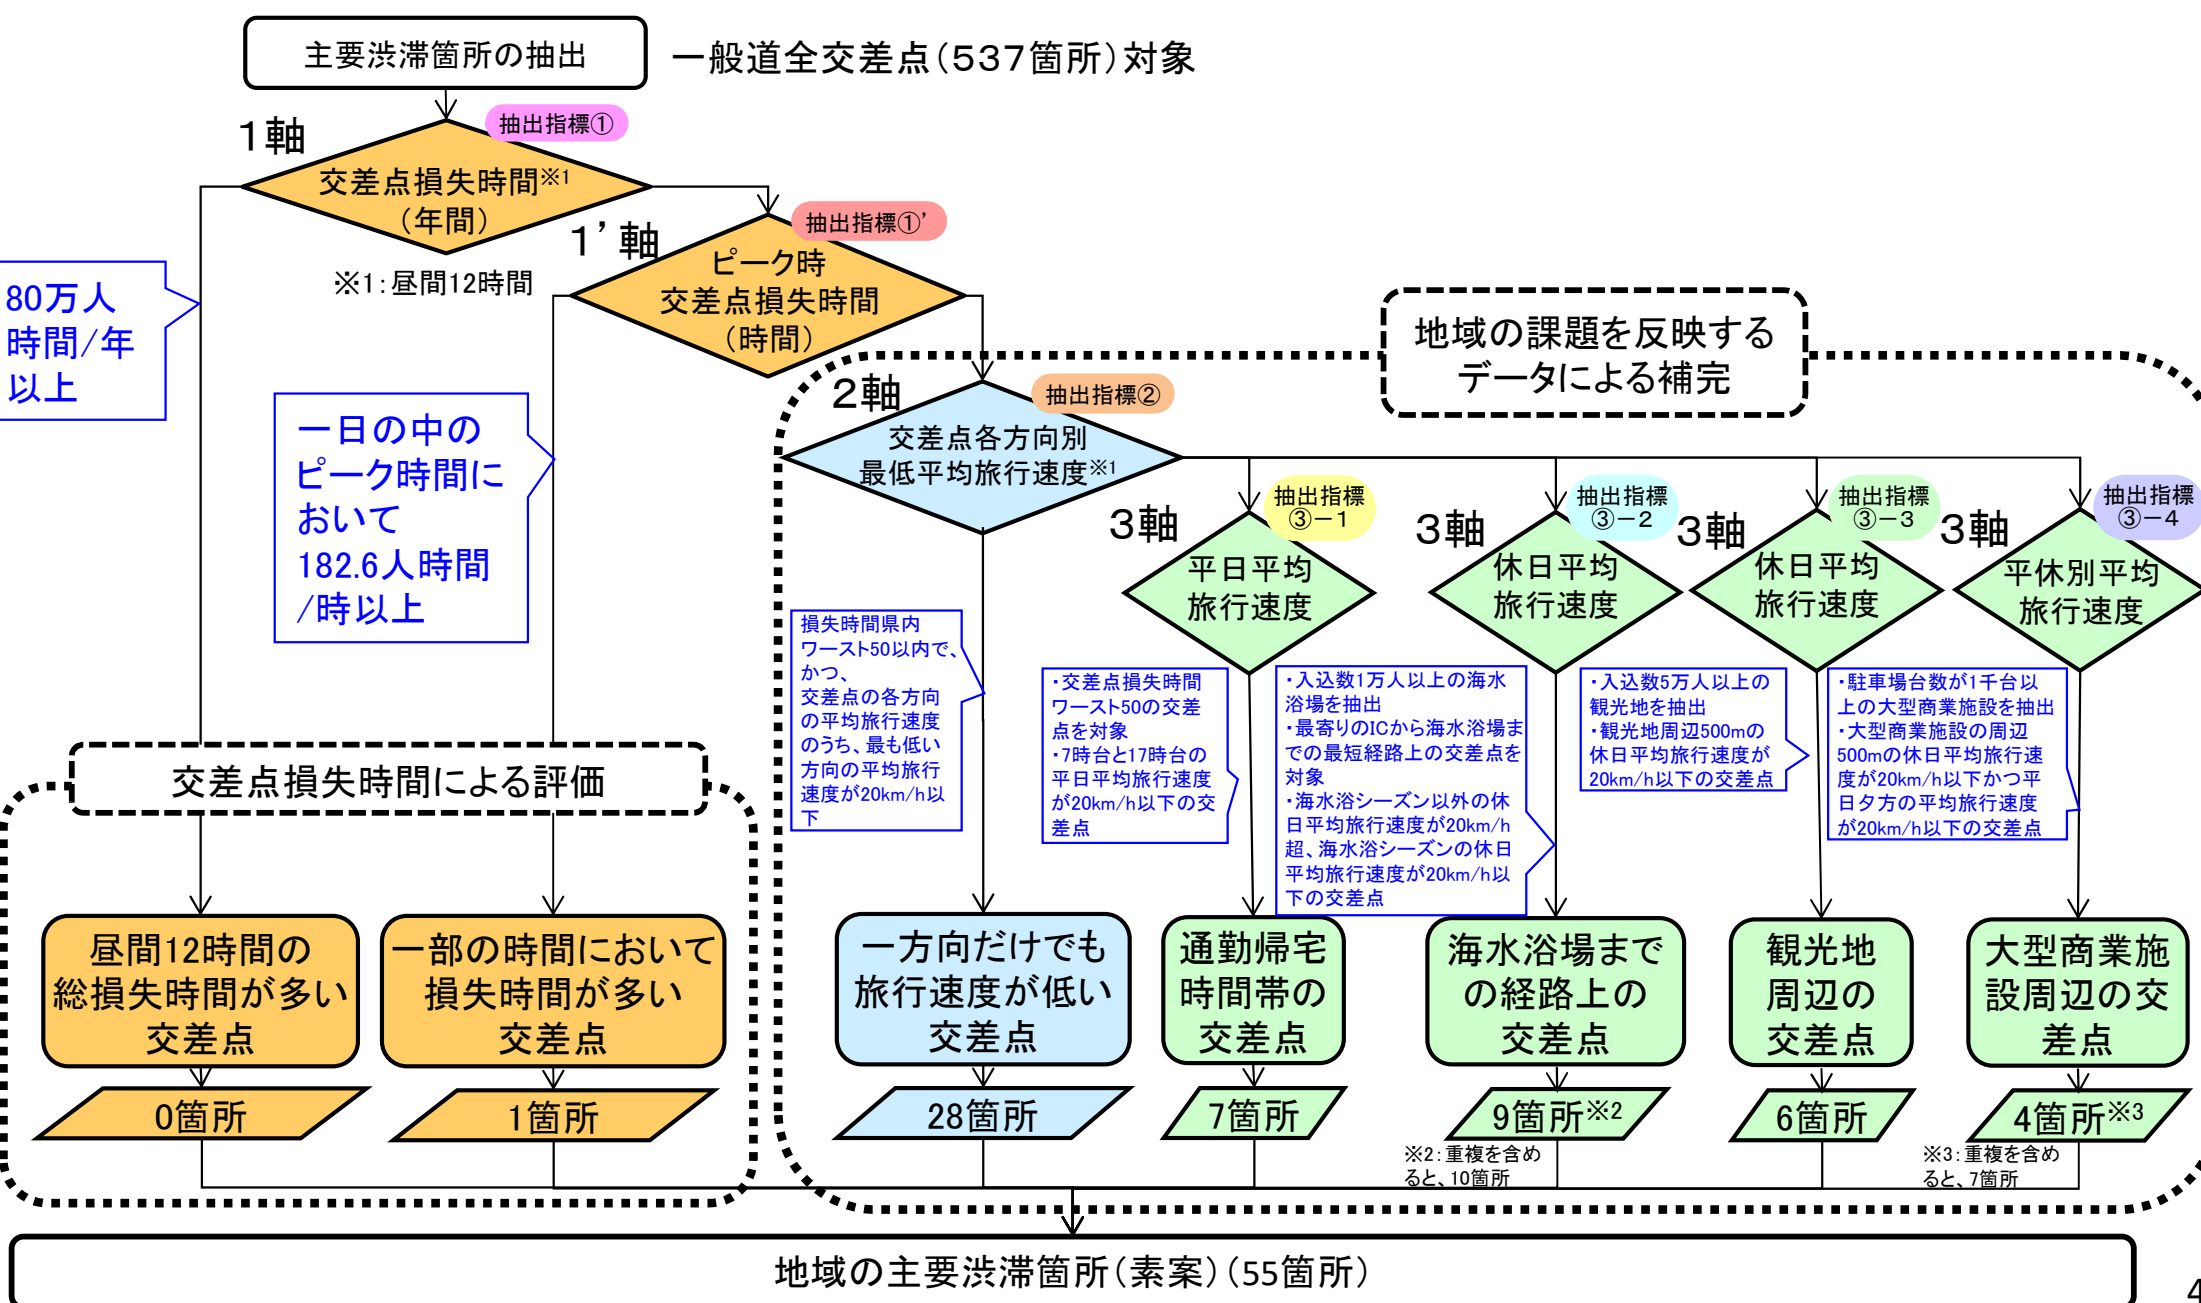 主要渋滞箇所の抽出
一般道全交差点（５３７箇所）対象
１軸
抽出指標①
交差点損失時間※1
（年間）
※1：昼間12時間
80万人
時間/年
以上
１’軸
抽出指標①’
ピーク時
交差点損失時間
（時間）
一日の中の
ピーク時間に
おいて
182.6人時間
/時以上
地域の課題を反映する
データによる補完
２軸
抽出指標②
交差点各方向別
最低平均旅行速度※1
損失時間県内
ワースト50以内で、
かつ、
交差点の各方向
の平均旅行速度
のうち、最も低い
方向の平均旅行
速度が20km/h以
下
３軸
抽出指標
③－１
平日平均
旅行速度
・交差点損失時間
ワースト50の交差
点を対象
・7時台と17時台の
平日平均旅行速度
が20km/h以下の交
差点
３軸
抽出指標
③－２
休日平均
旅行速度
・入込数1万人以上の海水
浴場を抽出
・最寄りのICから海水浴場ま
での最短経路上の交差点を
対象
・海水浴シーズン以外の休
日平均旅行速度が20km/h
超、海水浴シーズンの休日
平均旅行速度が20km/h以
下の交差点
３軸
抽出指標
③－３
休日平均
旅行速度
・入込数5万人以上の
観光地を抽出
・観光地周辺500mの
休日平均旅行速度が
20km/h以下の交差点
３軸
抽出指標
③－４
平休別平均
旅行速度
・駐車場台数が1千台以
上の大型商業施設を抽出
・大型商業施設の周辺
500mの休日平均旅行速
度が20km/h以下かつ平
日夕方の平均旅行速度
が20km/h以下の交差点
交差点損失時間による評価
昼間12時間の
総損失時間が多い
交差点
0箇所
一部の時間において
損失時間が多い
交差点
1箇所
一方向だけでも
旅行速度が低い
交差点
28箇所
通勤帰宅
時間帯の
交差点
7箇所
海水浴場まで
の経路上の
交差点
9箇所※2
※2：重複を含め
ると、10箇所
観光地
周辺の
交差点
6箇所
大型商業施
設周辺の交
差点
4箇所※3
※3：重複を含め
ると、7箇所
地域の主要渋滞箇所（素案）（55箇所）
4